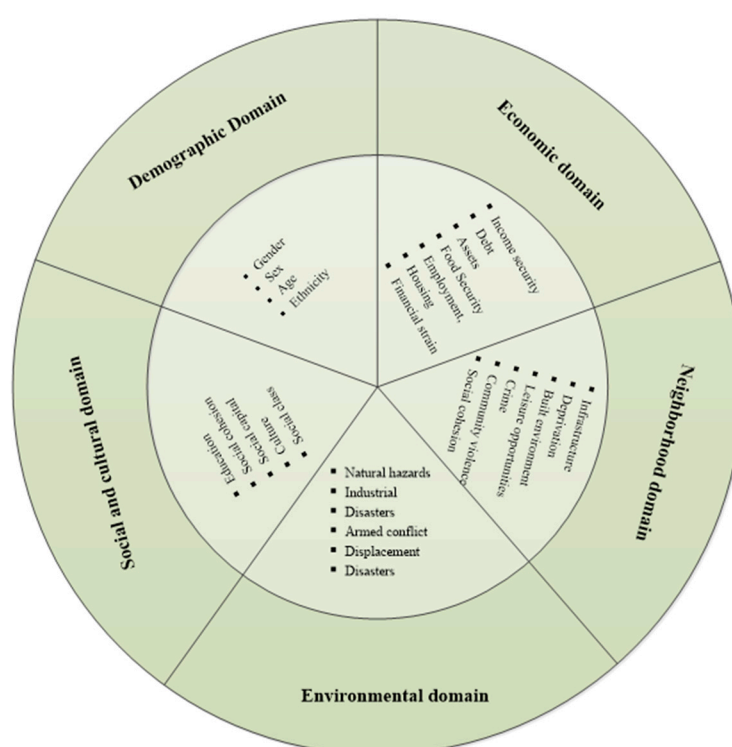 Demographic Domain
Gender
Sex
Age
Ethnicity
Economic domain
Income security
Debt
Assets
Food Security
Employment,
Housing
Financial strain
Neighborhood domain
Infrastructure
Deprivation
Built environment
Leisure opportunities
Crime
Community violence
Social cohesion
Environmental domain
Natural hazards
Industrial
Disasters
Armed conflict
Displacement
Disasters
Social and cultural domain
Education
Social cohesion
Social capital
Culture
Social class